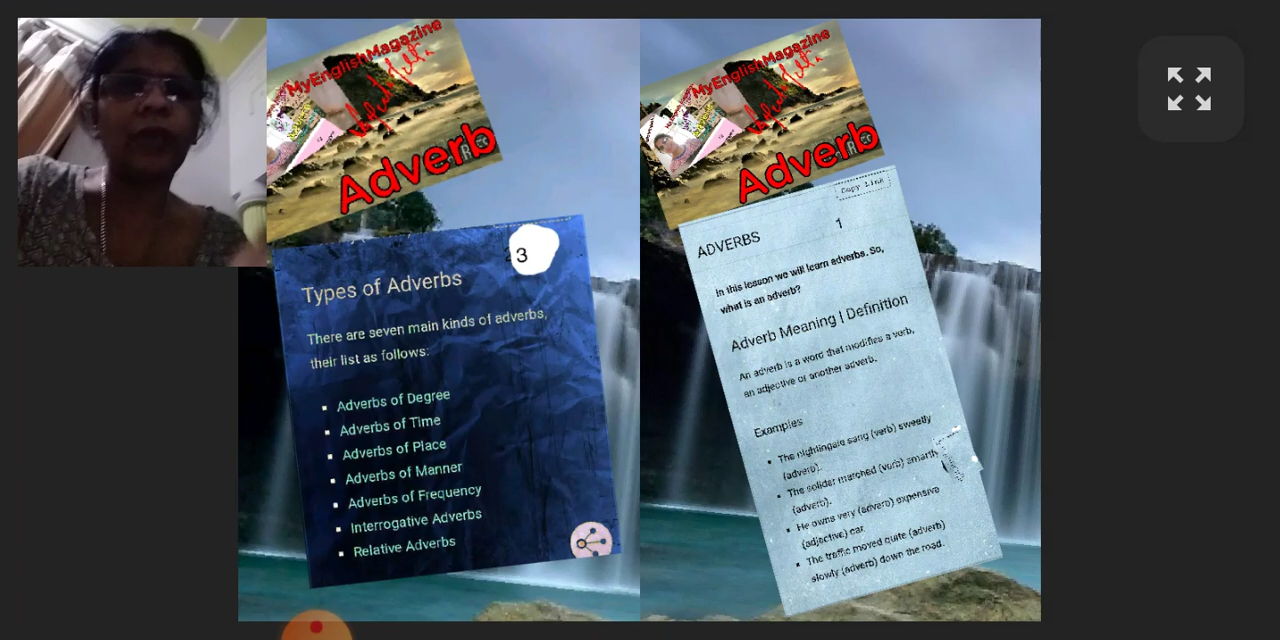 MyEnglishMagazine
Adverb
3
Types of Adverbs
There are seven main kinds of adverbs,
their list as follows:
Adverbs of Degree
Adverbs of Time
Adverbs of Place
Adverbs of Manner
Adverbs of Frequency
Interrogative Adverbs
Relative Adverbs
MyEnglishMagazine
Adverb
Copy Link
ADVERBS
1
In this lesson we will learn adverbs. So,
what is an adverb?
Adverb Meaning | Definition
An adverb is a word that modifies a verb,
an adjective or another adverb.
Examples
The nightingale sang (verb) sweetly
(adverb).
The solidar marched (verb) smartly
(adverb).
He owns very (adverb) expensive
(adjective) car.
The traffic moved quite (adverb)
slowly (adverb) down the road.